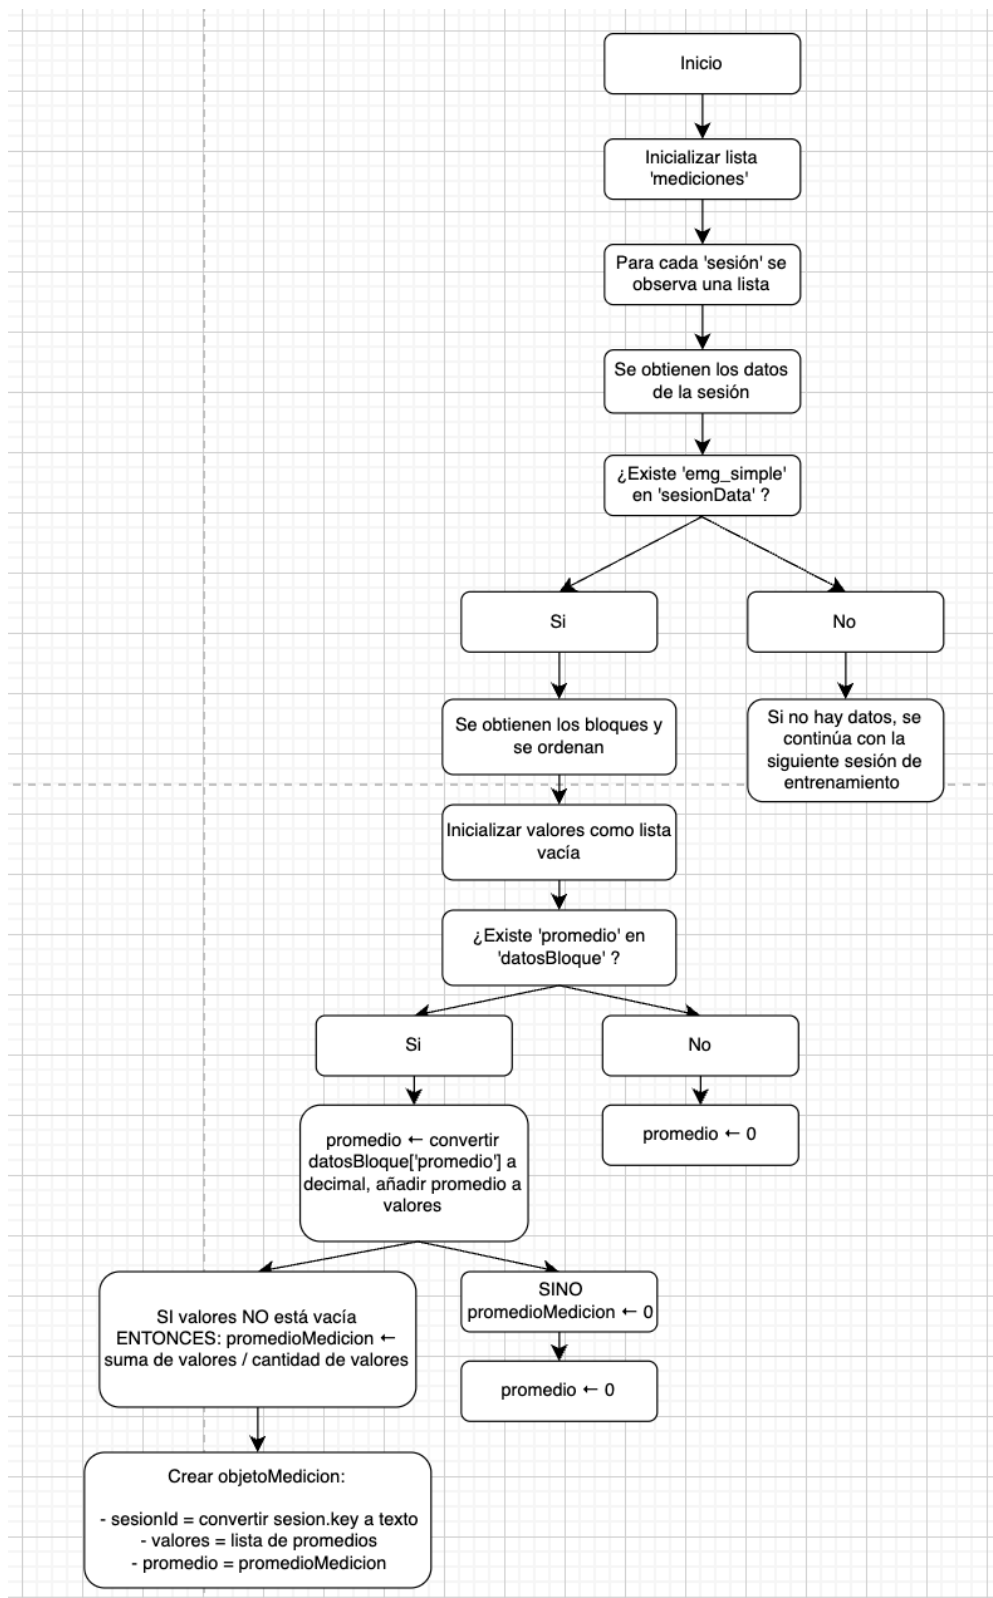 Inicio
Inicializar lista
'mediciones'
Para cada 'sesión' se
observa una lista
Se obtienen los datos
de la sesión
¿Existe 'emg_simple'
en 'sesionData' ?
Si
No
Se obtienen los bloques y
se ordenan
Si no hay datos, se
continúa con la
siguiente sesión de
entrenamiento
Inicializar valores como lista
vacía
¿Existe 'promedio' en
'datosBloque' ?
Si
No
promedio ← convertir
datosBloque['promedio'] a
decimal, añadir promedio a
valores
promedio ← 0
SI valores NO está vacía
ENTONCES: promedioMedicion ←
suma de valores / cantidad de valores
SINO
promedioMedicion ← 0
promedio ← 0
Crear objetoMedicion:
- sesionId = convertir sesion.key a texto
- valores = lista de promedios
- promedio = promedioMedicion